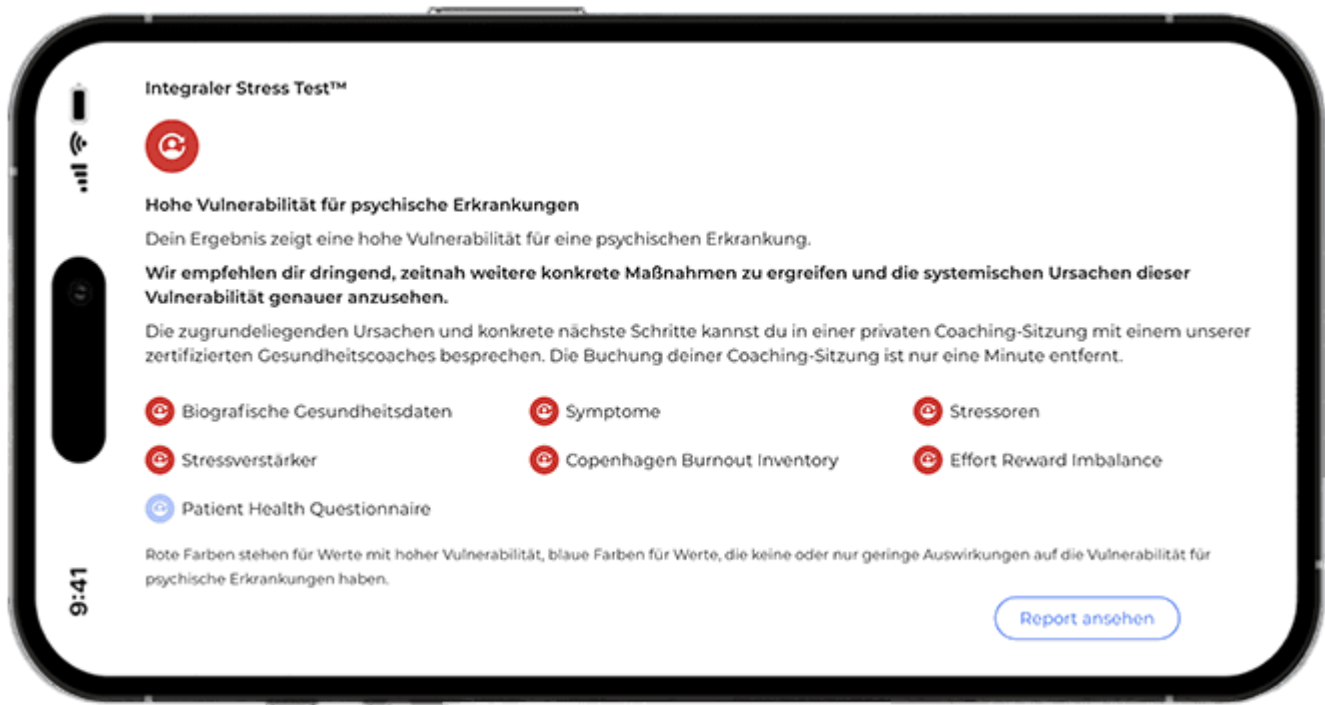 Integraler Stress Test™
Hohe Vulnerabilität für psychische Erkrankungen
Dein Ergebnis zeigt eine hohe Vulnerabilität für eine psychischen Erkrankung.
Wir empfehlen dir dringend, zeitnah weitere konkrete Maßnahmen zu ergreifen und die systemischen Ursachen dieser
Vulnerabilität genauer anzusehen.
Die zugrundeliegenden Ursachen und konkrete nächste Schritte kannst du in einer privaten Coaching-Sitzung mit einem unserer
zertifizierten Gesundheitscoaches besprechen. Die Buchung deiner Coaching-Sitzung ist nur eine Minute entfernt.
Biografische Gesundheitsdaten
Symptome
Stressoren
Stressverstärker
Copenhagen Burnout Inventory
Effort Reward Imbalance
Patient Health Questionnaire
Rote Farben stehen für Werte mit hoher Vulnerabilität, blaue Farben für Werte, die keine oder nur geringe Auswirkungen auf die Vulnerabilität für
psychische Erkrankungen haben.
Report ansehen
9:41